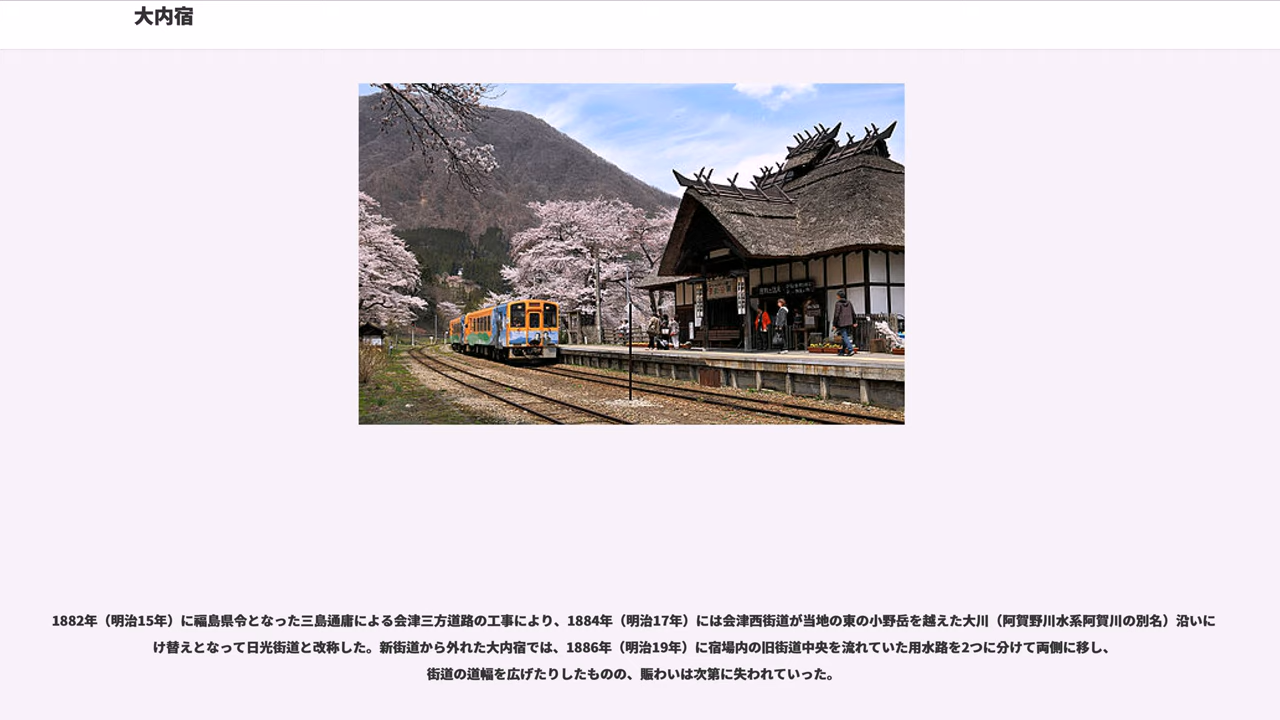 大内宿
1882年（明治15年）に福島県令となった三島通庸による会津三方道路の工事により、1884年（明治17年）には会津西街道が当地の東の小野岳を越えた大川（阿賀野川水系阿賀川の別名）沿いに
け替えとなって日光街道と改称した。新街道から外れた大内宿では、1886年（明治19年）に宿場内の旧街道中央を流れていた用水路を2つに分けて両側に移し、
街道の道幅を広げたりしたものの、賑わいは次第に失われていった。